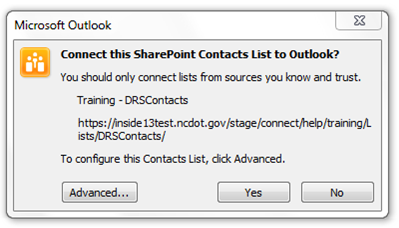 Microsoft Outlook
Connect this SharePoint Contacts List to Outlook?
You should only connect lists from sources you know and trust.
Training - DRSContacts
https://inside13test.ncdot.gov/stage/connect/help/training/L
ists/DRSContacts/
To configure this Contacts List, click Advanced.
Advanced... Yes No